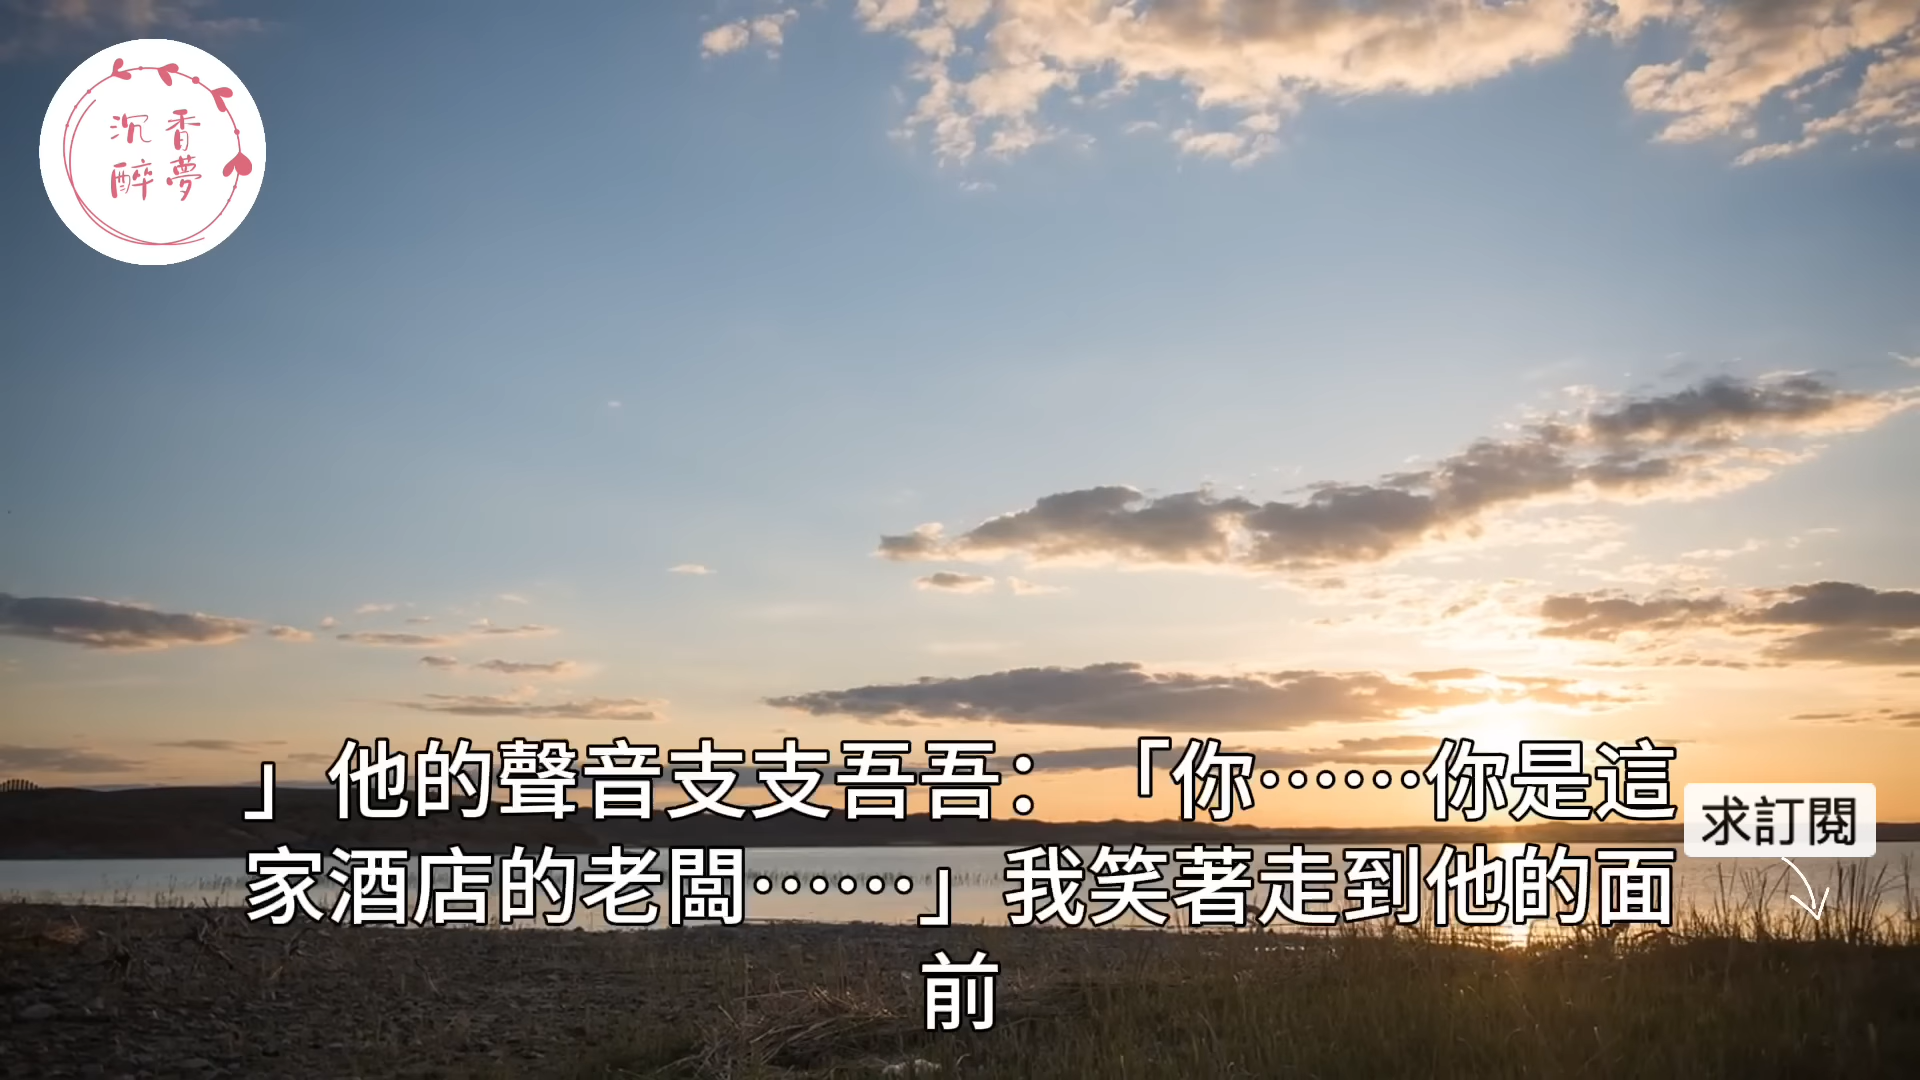 沉香
醉夢
」他的聲音支支吾吾：「你……你是這
家酒店的老闆……」我笑著走到他的面
前
求訂閱